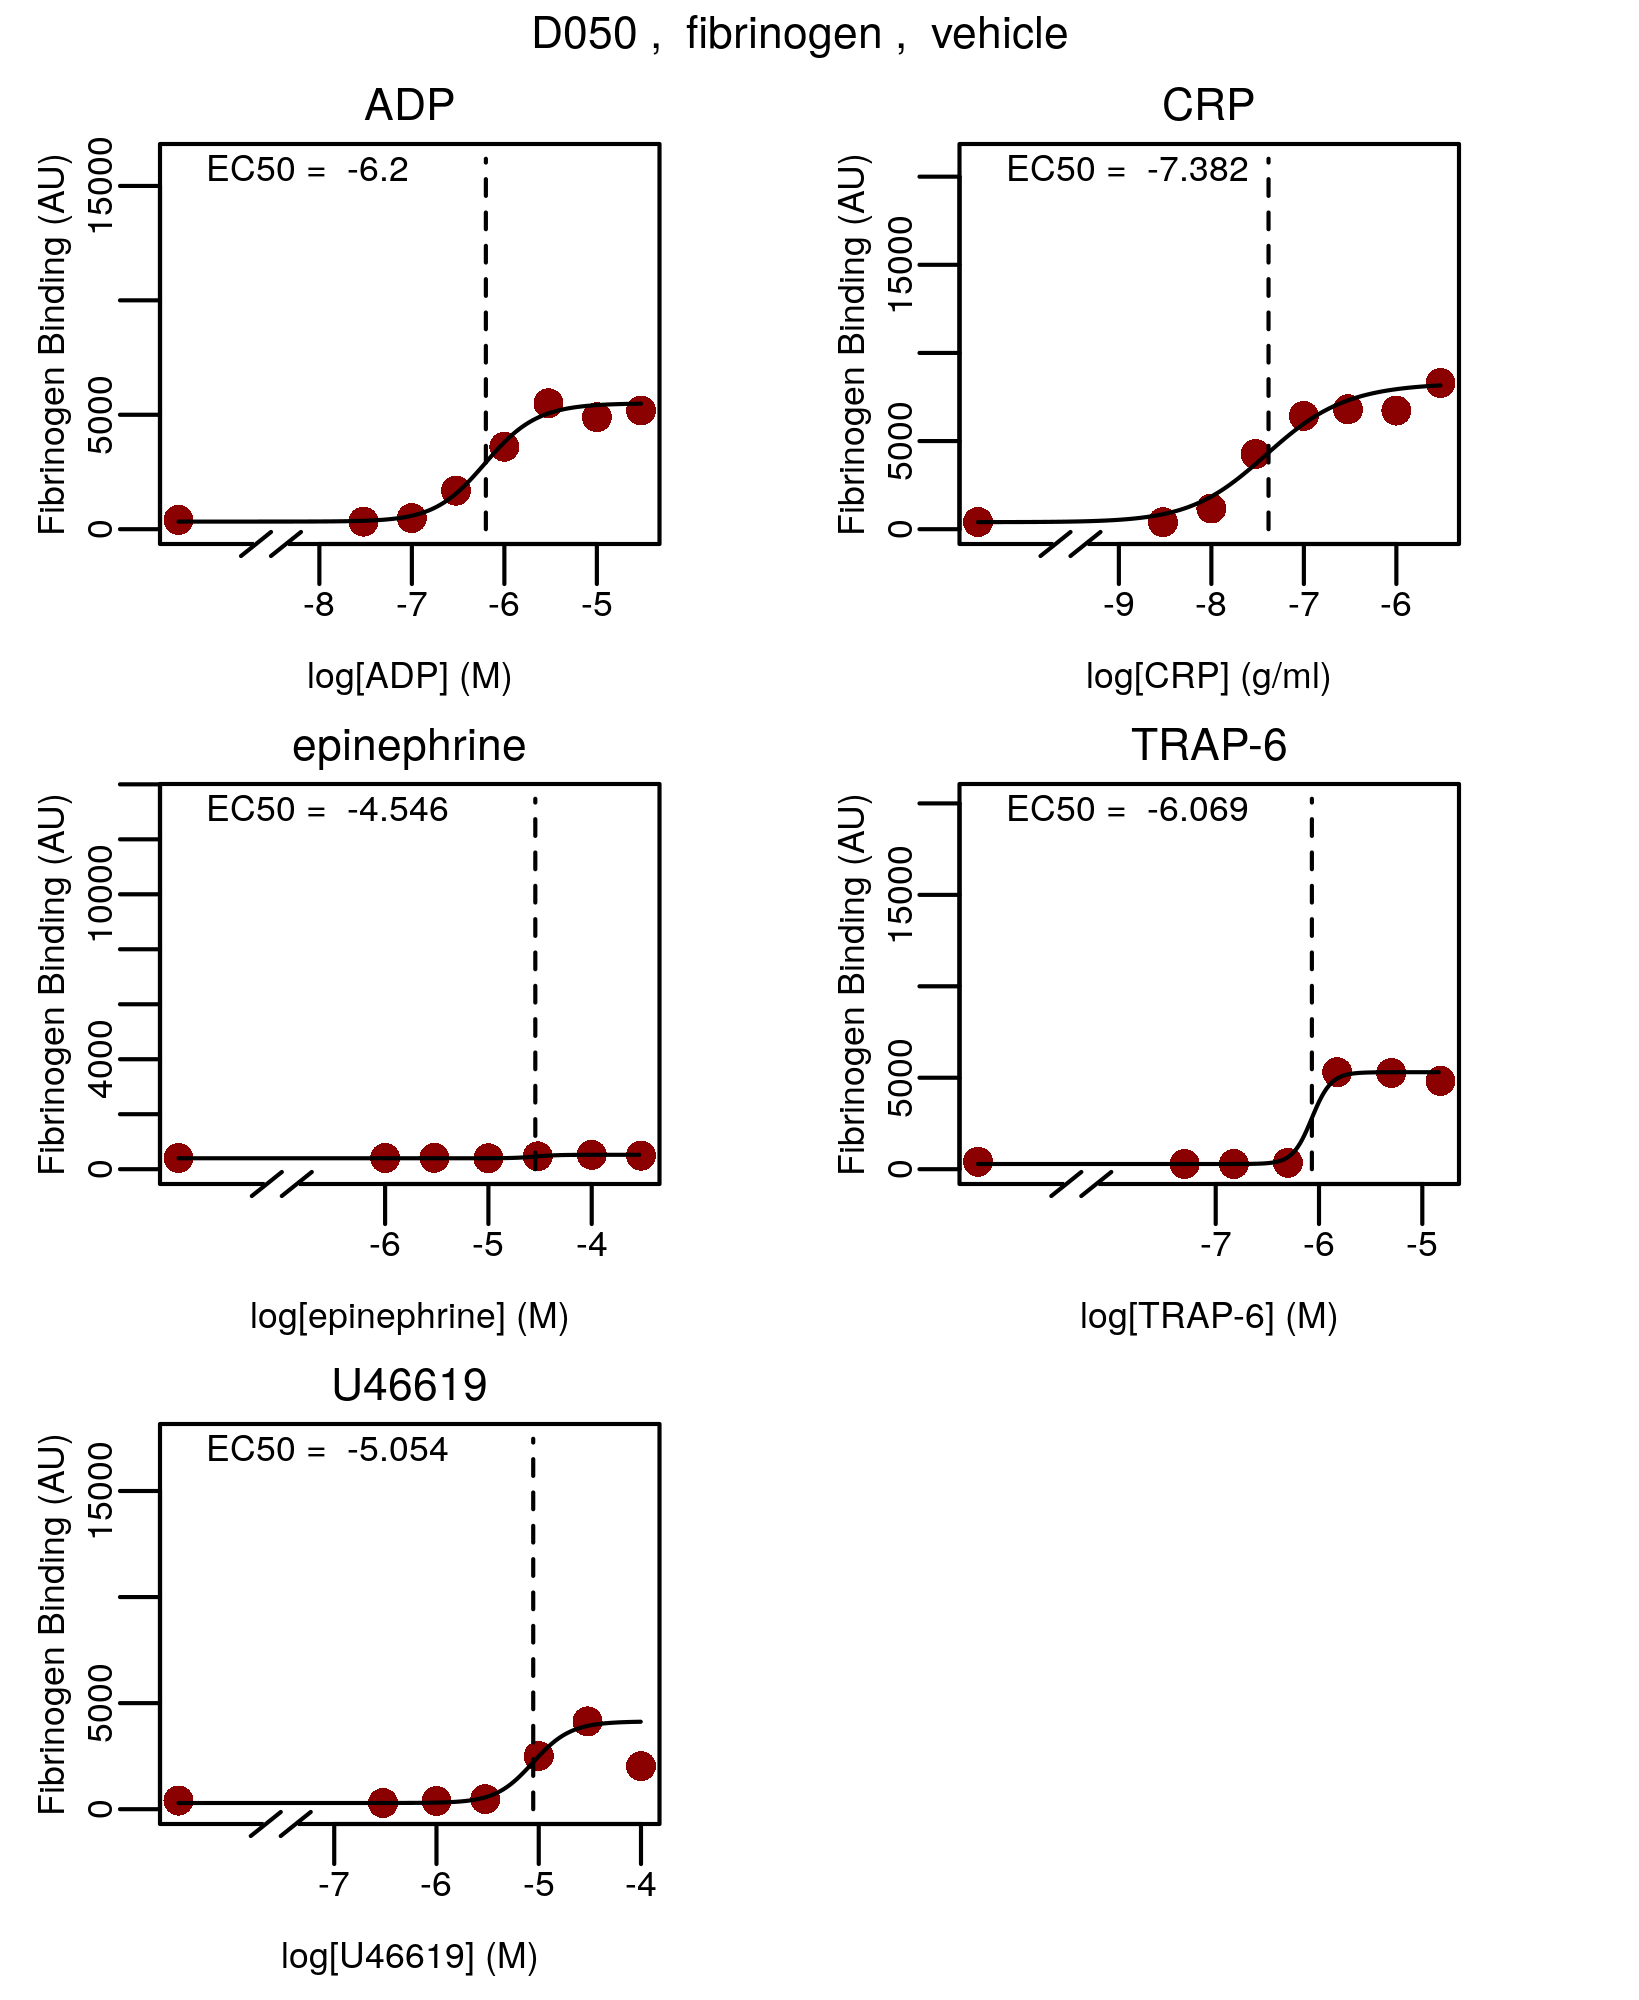 D050 , fibrinogen , vehicle
ADP
EC50 = -6.2
Fibrinogen Binding (AU)
15000
5000
0
-8 -7 -6 -5
log[ADP] (M)
CRP
EC50 = -7.382
Fibrinogen Binding (AU)
15000
5000
0
-9 -8 -7 -6
log[CRP] (g/ml)
epinephrine
EC50 = -4.546
Fibrinogen Binding (AU)
10000
4000
0
-6 -5 -4
log[epinephrine] (M)
TRAP-6
EC50 = -6.069
Fibrinogen Binding (AU)
15000
5000
0
-7 -6 -5
log[TRAP-6] (M)
U46619
EC50 = -5.054
Fibrinogen Binding (AU)
15000
5000
0
-7 -6 -5 -4
log[U46619] (M)